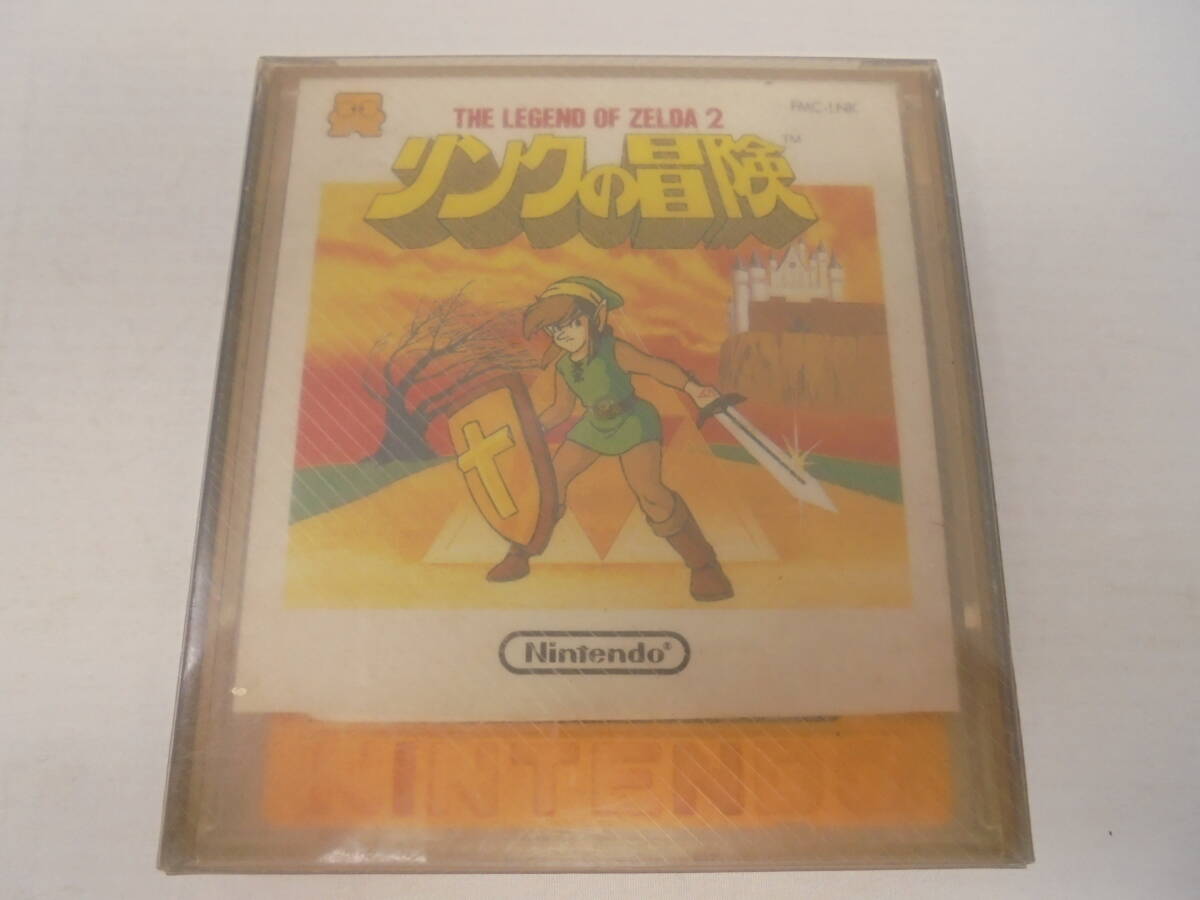 THE LEGEND OF ZELDA 2
FMC-LNK
リンクの冒険 ™
Nintendo®
NINTENDO